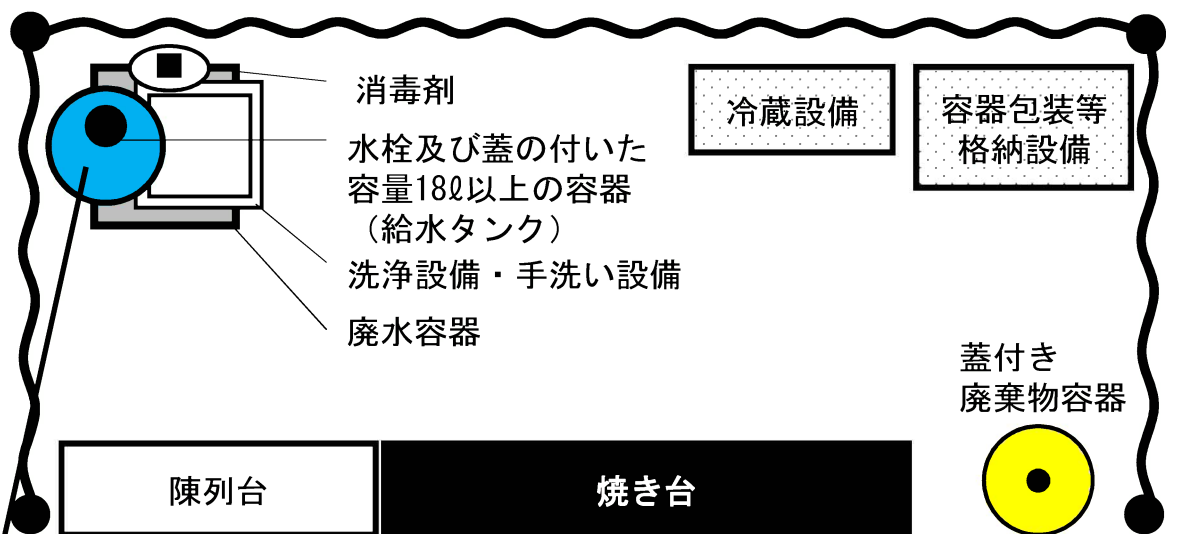 消毒剤
水栓及び蓋の付いた
容量18ℓ以上の容器
（給水タンク）
洗浄設備・手洗い設備
廃水容器
冷蔵設備
容器包装等
格納設備
蓋付き
廃棄物容器
陳列台
焼き台